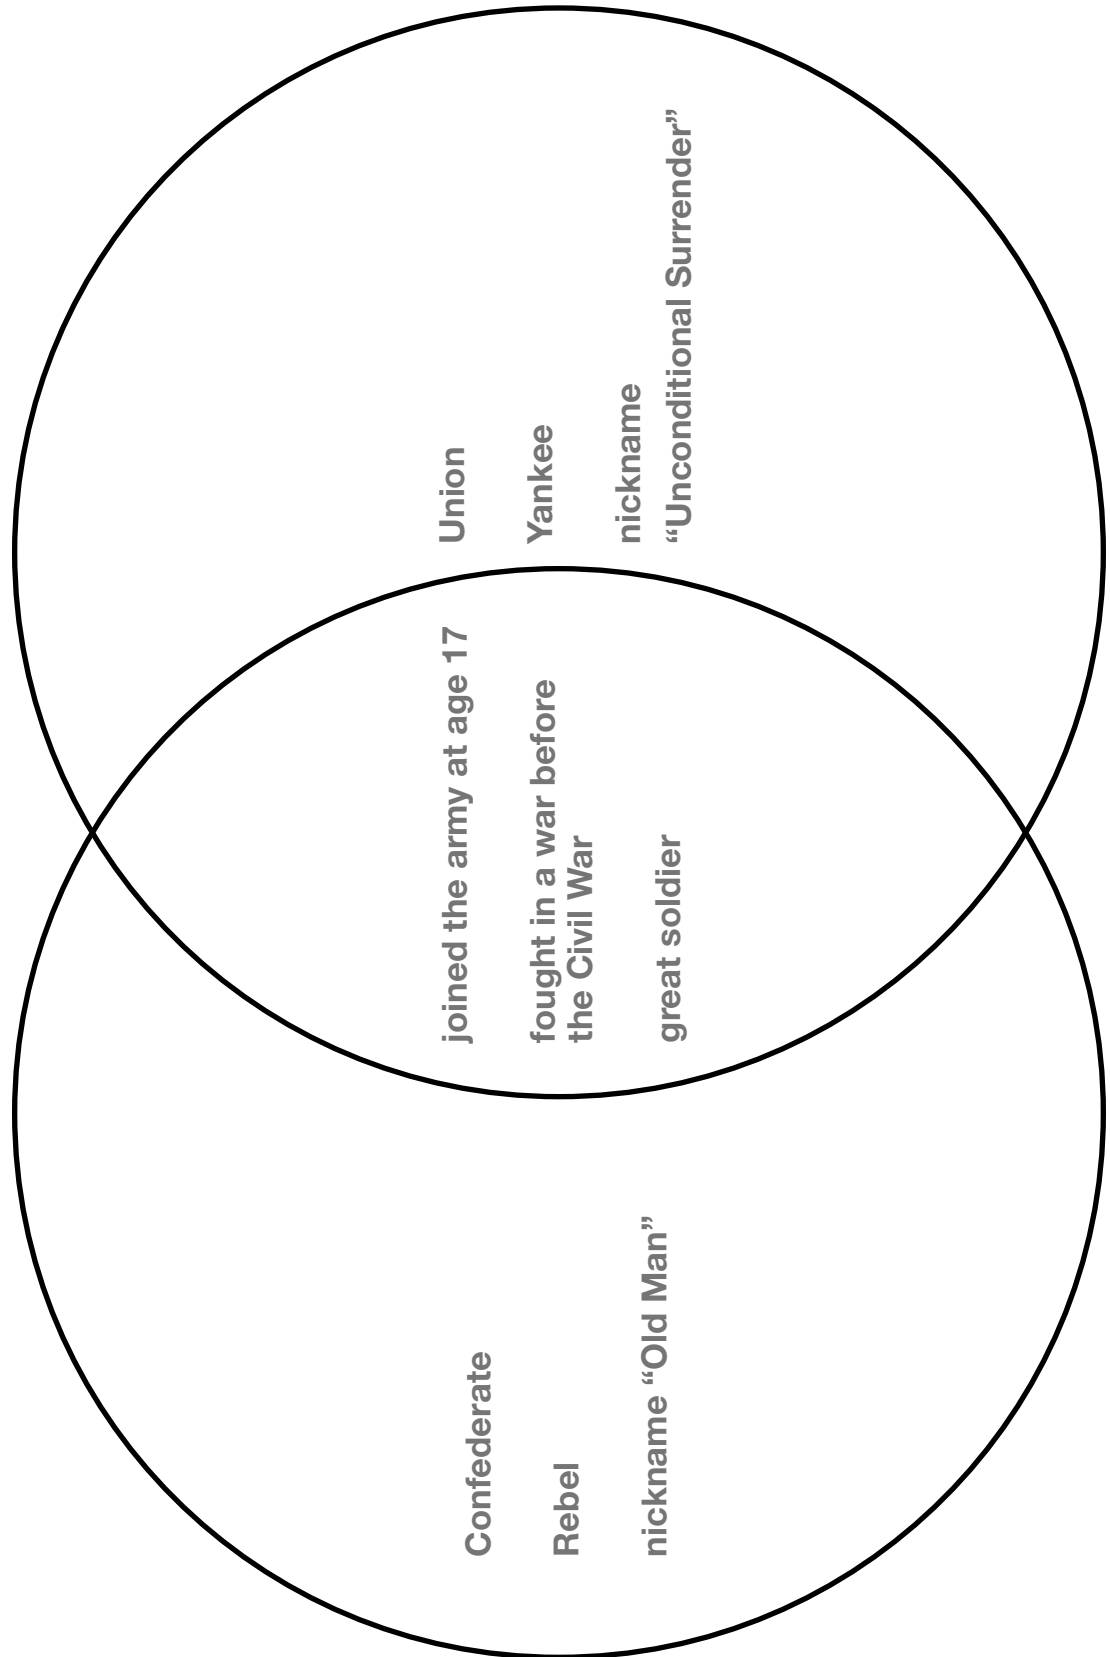 Confederate
Rebel
nickname “Old Man”
joined the army at age 17
fought in a war before
the Civil War
great soldier
Union
Yankee
nickname
“Unconditional Surrender”